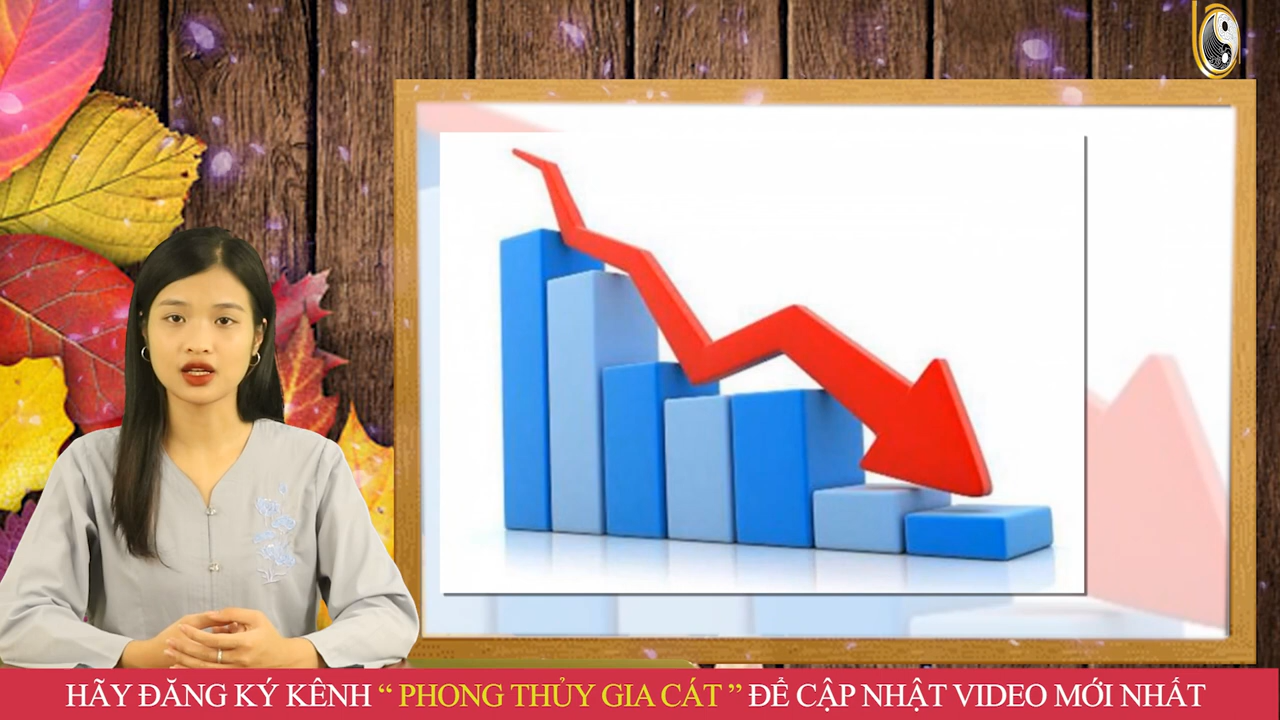 HÃY ĐĂNG KÝ KÊNH “ PHONG THỦY GIA CÁT ” ĐỂ CẬP NHẬT VIDEO MỚI NHẤT